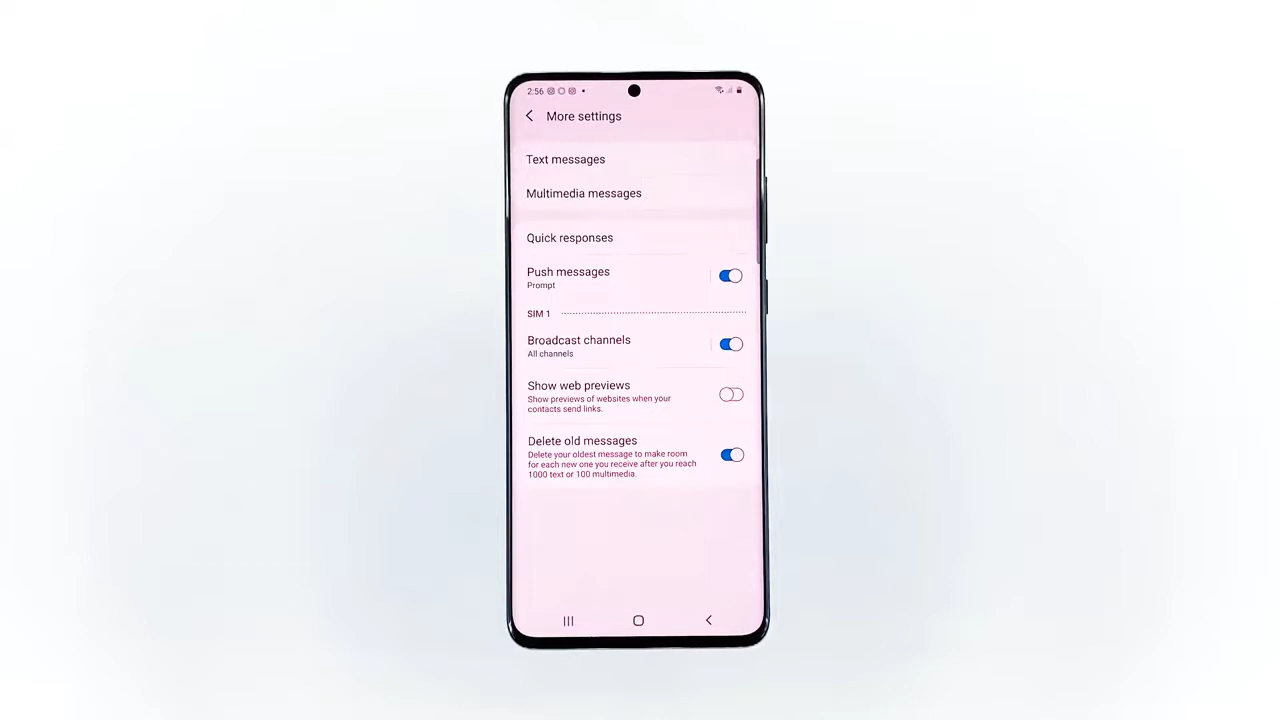 2:56
More settings
Text messages
Multimedia messages
Quick responses
Push messages
Prompt
SIM 1
Broadcast channels
All channels
Show web previews
Show previews of websites when your
contacts send links.
Delete old messages
Delete your oldest message to make room
for each new one you receive after you reach
1000 text or 100 multimedia.